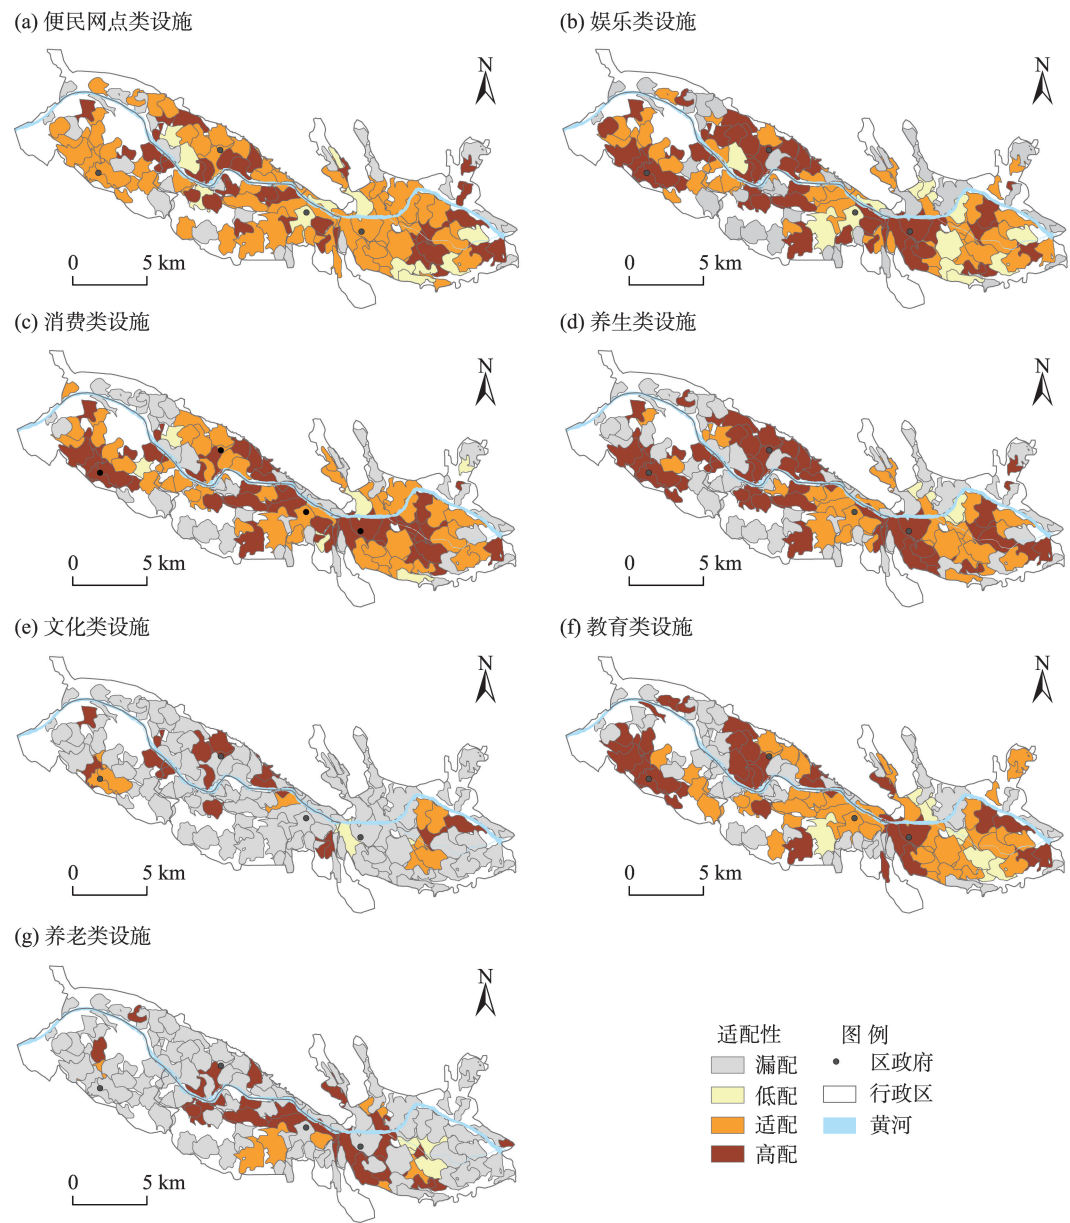 (a) 便民网点类设施
(b) 娱乐类设施
N
N
0 5 km
0 5 km
(c) 消费类设施
(d) 养生类设施
N
N
0 5 km
0 5 km
(e) 文化类设施
(f) 教育类设施
N
N
0 5 km
0 5 km
(g) 养老类设施
N
适配性 图 例
漏配 区政府
低配 行政区
适配 黄河
高配
0 5 km